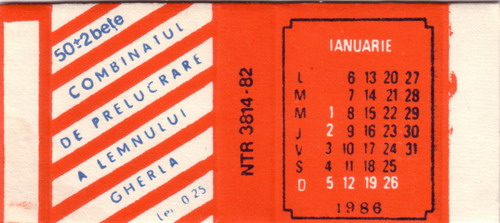 50±2 bețe
COMBINATUL
DE PRELUCRARE
A LEMNULUI
GHERLA
Lei 0.25
NTR 3814-82
IANUARIE
L 6 13 20 27
M 7 14 21 28
M 1 8 15 22 29
J 2 9 16 23 30
V 3 10 17 24 31
S 4 11 18 25
D 5 12 19 26
1986